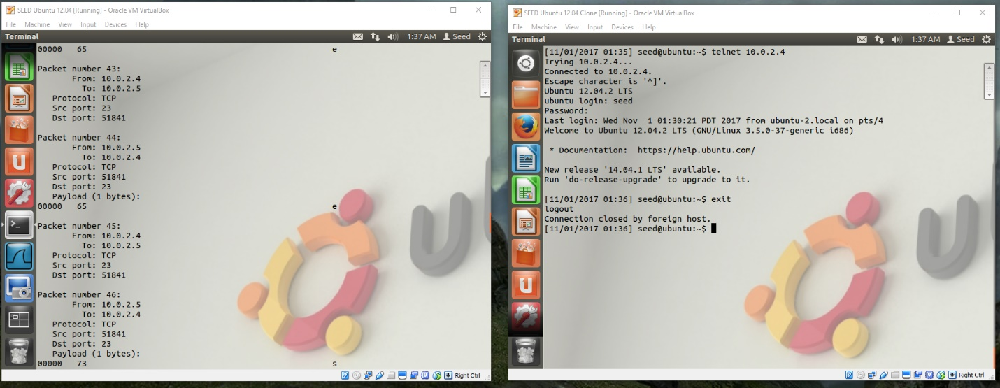 SEED Ubuntu 12.04 [Running] - Oracle VM VirtualBox
File Machine View Input Devices Help
Terminal 1:37 AM Seed
00000 65 e
Packet number 43:
From: 10.0.2.4
To: 10.0.2.5
Protocol: TCP
Src port: 23
Dst port: 51841
Packet number 44:
From: 10.0.2.5
To: 10.0.2.4
Protocol: TCP
Src port: 51841
Dst port: 23
Payload (1 bytes):
00000 65 e
Packet number 45:
From: 10.0.2.4
To: 10.0.2.5
Protocol: TCP
Src port: 23
Dst port: 51841
Packet number 46:
From: 10.0.2.5
To: 10.0.2.4
Protocol: TCP
Src port: 51841
Dst port: 23
Payload (1 bytes):
00000 73 s
Right Ctrl
SEED Ubuntu 12.04 Clone [Running] - Oracle VM VirtualBox
File Machine View Input Devices Help
Terminal 1:37 AM Seed
[11/01/2017 01:35] seed@ubuntu:~$ telnet 10.0.2.4
Trying 10.0.2.4...
Connected to 10.0.2.4.
Escape character is '^]'.
Ubuntu 12.04.2 LTS
ubuntu login: seed
Password:
Last login: Wed Nov  1 01:30:21 PDT 2017 from ubuntu-2.local on pts/4
Welcome to Ubuntu 12.04.2 LTS (GNU/Linux 3.5.0-37-generic i686)
* Documentation:  https://help.ubuntu.com/
New release '14.04.1 LTS' available.
Run 'do-release-upgrade' to upgrade to it.
[11/01/2017 01:36] seed@ubuntu:~$ exit
logout
Connection closed by foreign host.
[11/01/2017 01:36] seed@ubuntu:~$
Right Ctrl